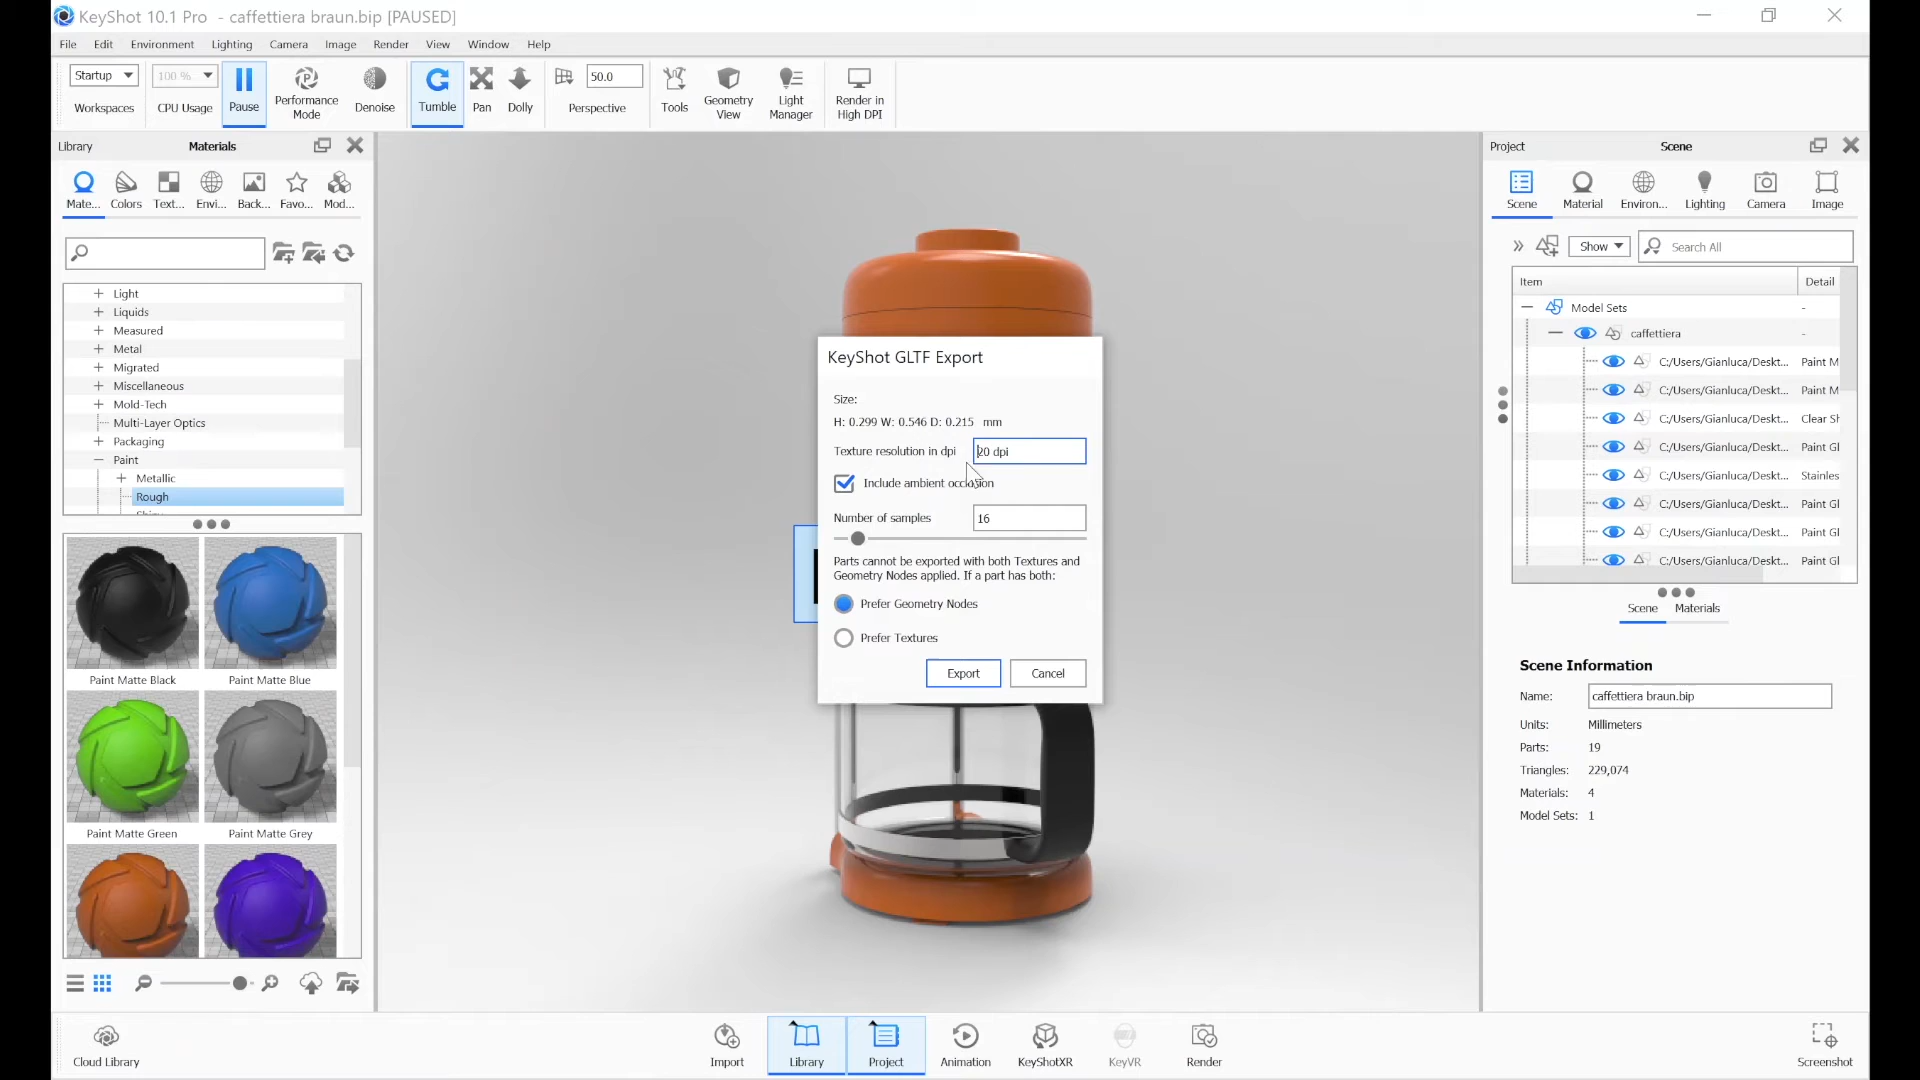 KeyShot 10.1 Pro - caffettiera braun.bip [PAUSED]
File Edit Environment Lighting Camera Image Render View Window Help
Startup
Workspaces
100 %
CPU Usage
Pause
Performance
Mode
Denoise
Tumble
Pan
Dolly
50.0
Perspective
Tools
Geometry
View
Light
Manager
Render in
High DPI
Library
Materials
Mate... Colors Text... Envi... Back... Favo... Mod...
Light
Liquids
Measured
Metal
Migrated
Miscellaneous
Mold-Tech
Multi-Layer Optics
Packaging
Paint
Metallic
Rough
Paint Matte Black
Paint Matte Blue
Paint Matte Green
Paint Matte Grey
KeyShot GLTF Export
Size:
H: 0.299 W: 0.546 D: 0.215 mm
Texture resolution in dpi
20 dpi
Include ambient occlusion
Number of samples
16
Parts cannot be exported with both Textures and
Geometry Nodes applied. If a part has both:
Prefer Geometry Nodes
Prefer Textures
Export
Cancel
Project
Scene
Scene Material Environ... Lighting Camera Image
Show
Search All
Item Detail
Model Sets -
caffettiera -
C:/Users/Gianluca/Deskt... Paint M
C:/Users/Gianluca/Deskt... Paint M
C:/Users/Gianluca/Deskt... Clear Sh
C:/Users/Gianluca/Deskt... Paint Gl
C:/Users/Gianluca/Deskt... Stainles
C:/Users/Gianluca/Deskt... Paint Gl
C:/Users/Gianluca/Deskt... Paint Gl
C:/Users/Gianluca/Deskt... Paint Gl
Scene Materials
Scene Information
Name: caffettiera braun.bip
Units: Millimeters
Parts: 19
Triangles: 229,074
Materials: 4
Model Sets: 1
Cloud Library
Import
Library
Project
Animation
KeyShotXR
KeyVR
Render
Screenshot